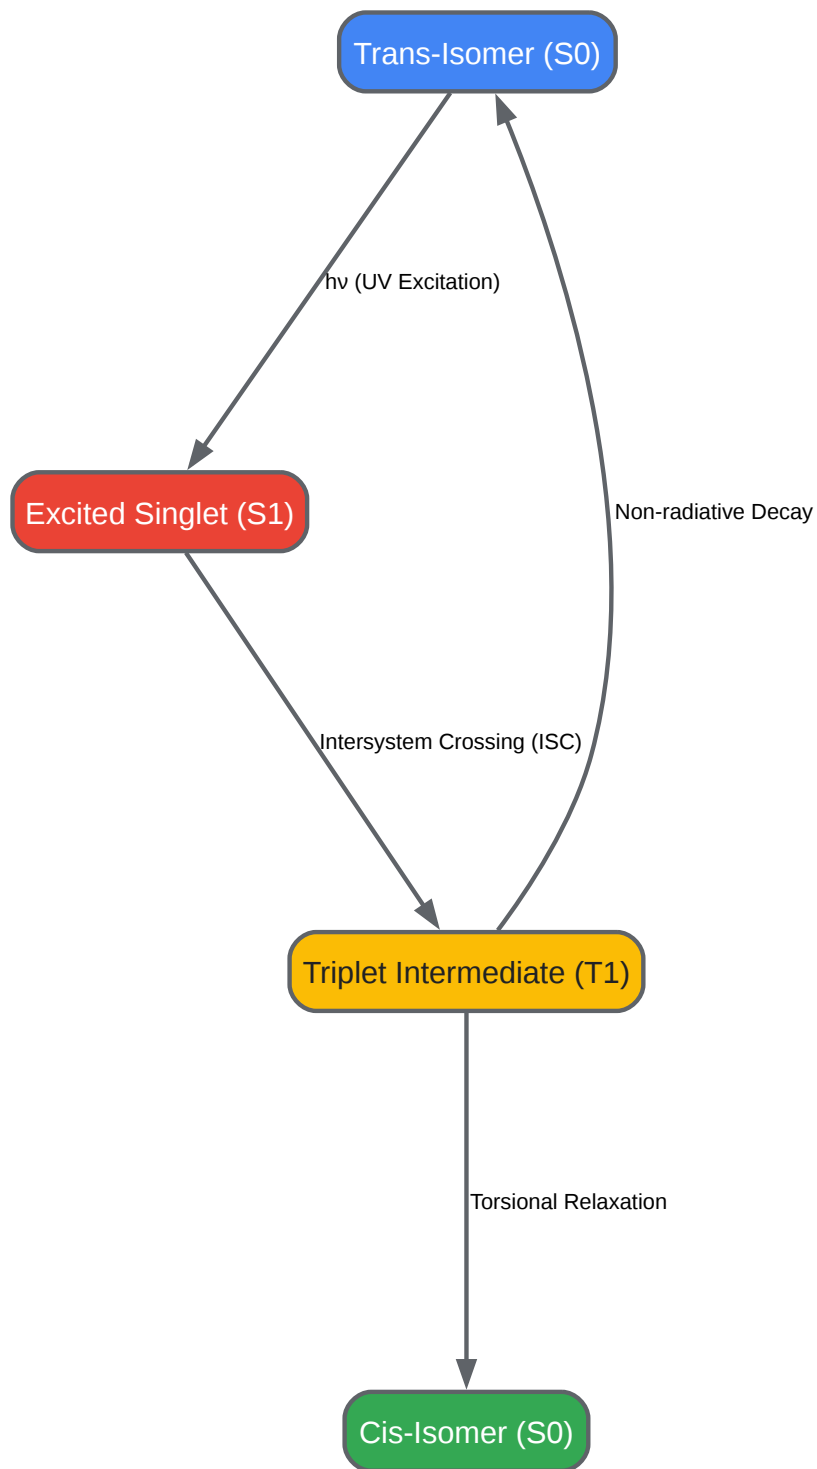 Trans-Isomer (S0)
hν (UV Excitation)
Excited Singlet (S1)
Non-radiative Decay
Intersystem Crossing (ISC)
Triplet Intermediate (T1)
Torsional Relaxation
Cis-Isomer (S0)